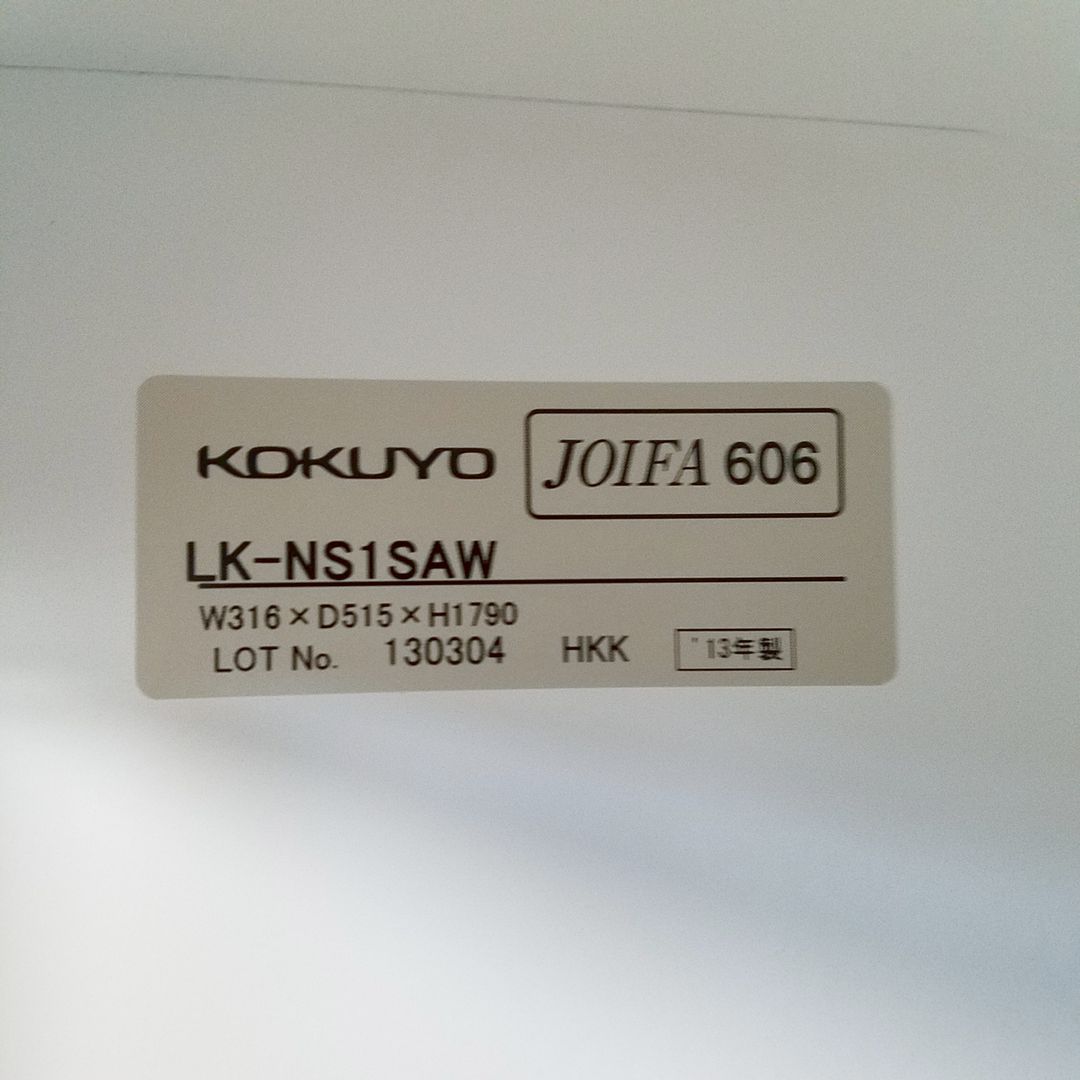 KOKUYO JOIFA 606
LK-NS1SAW
W316×D515×H1790
LOT No. 130304 HKK "13年製